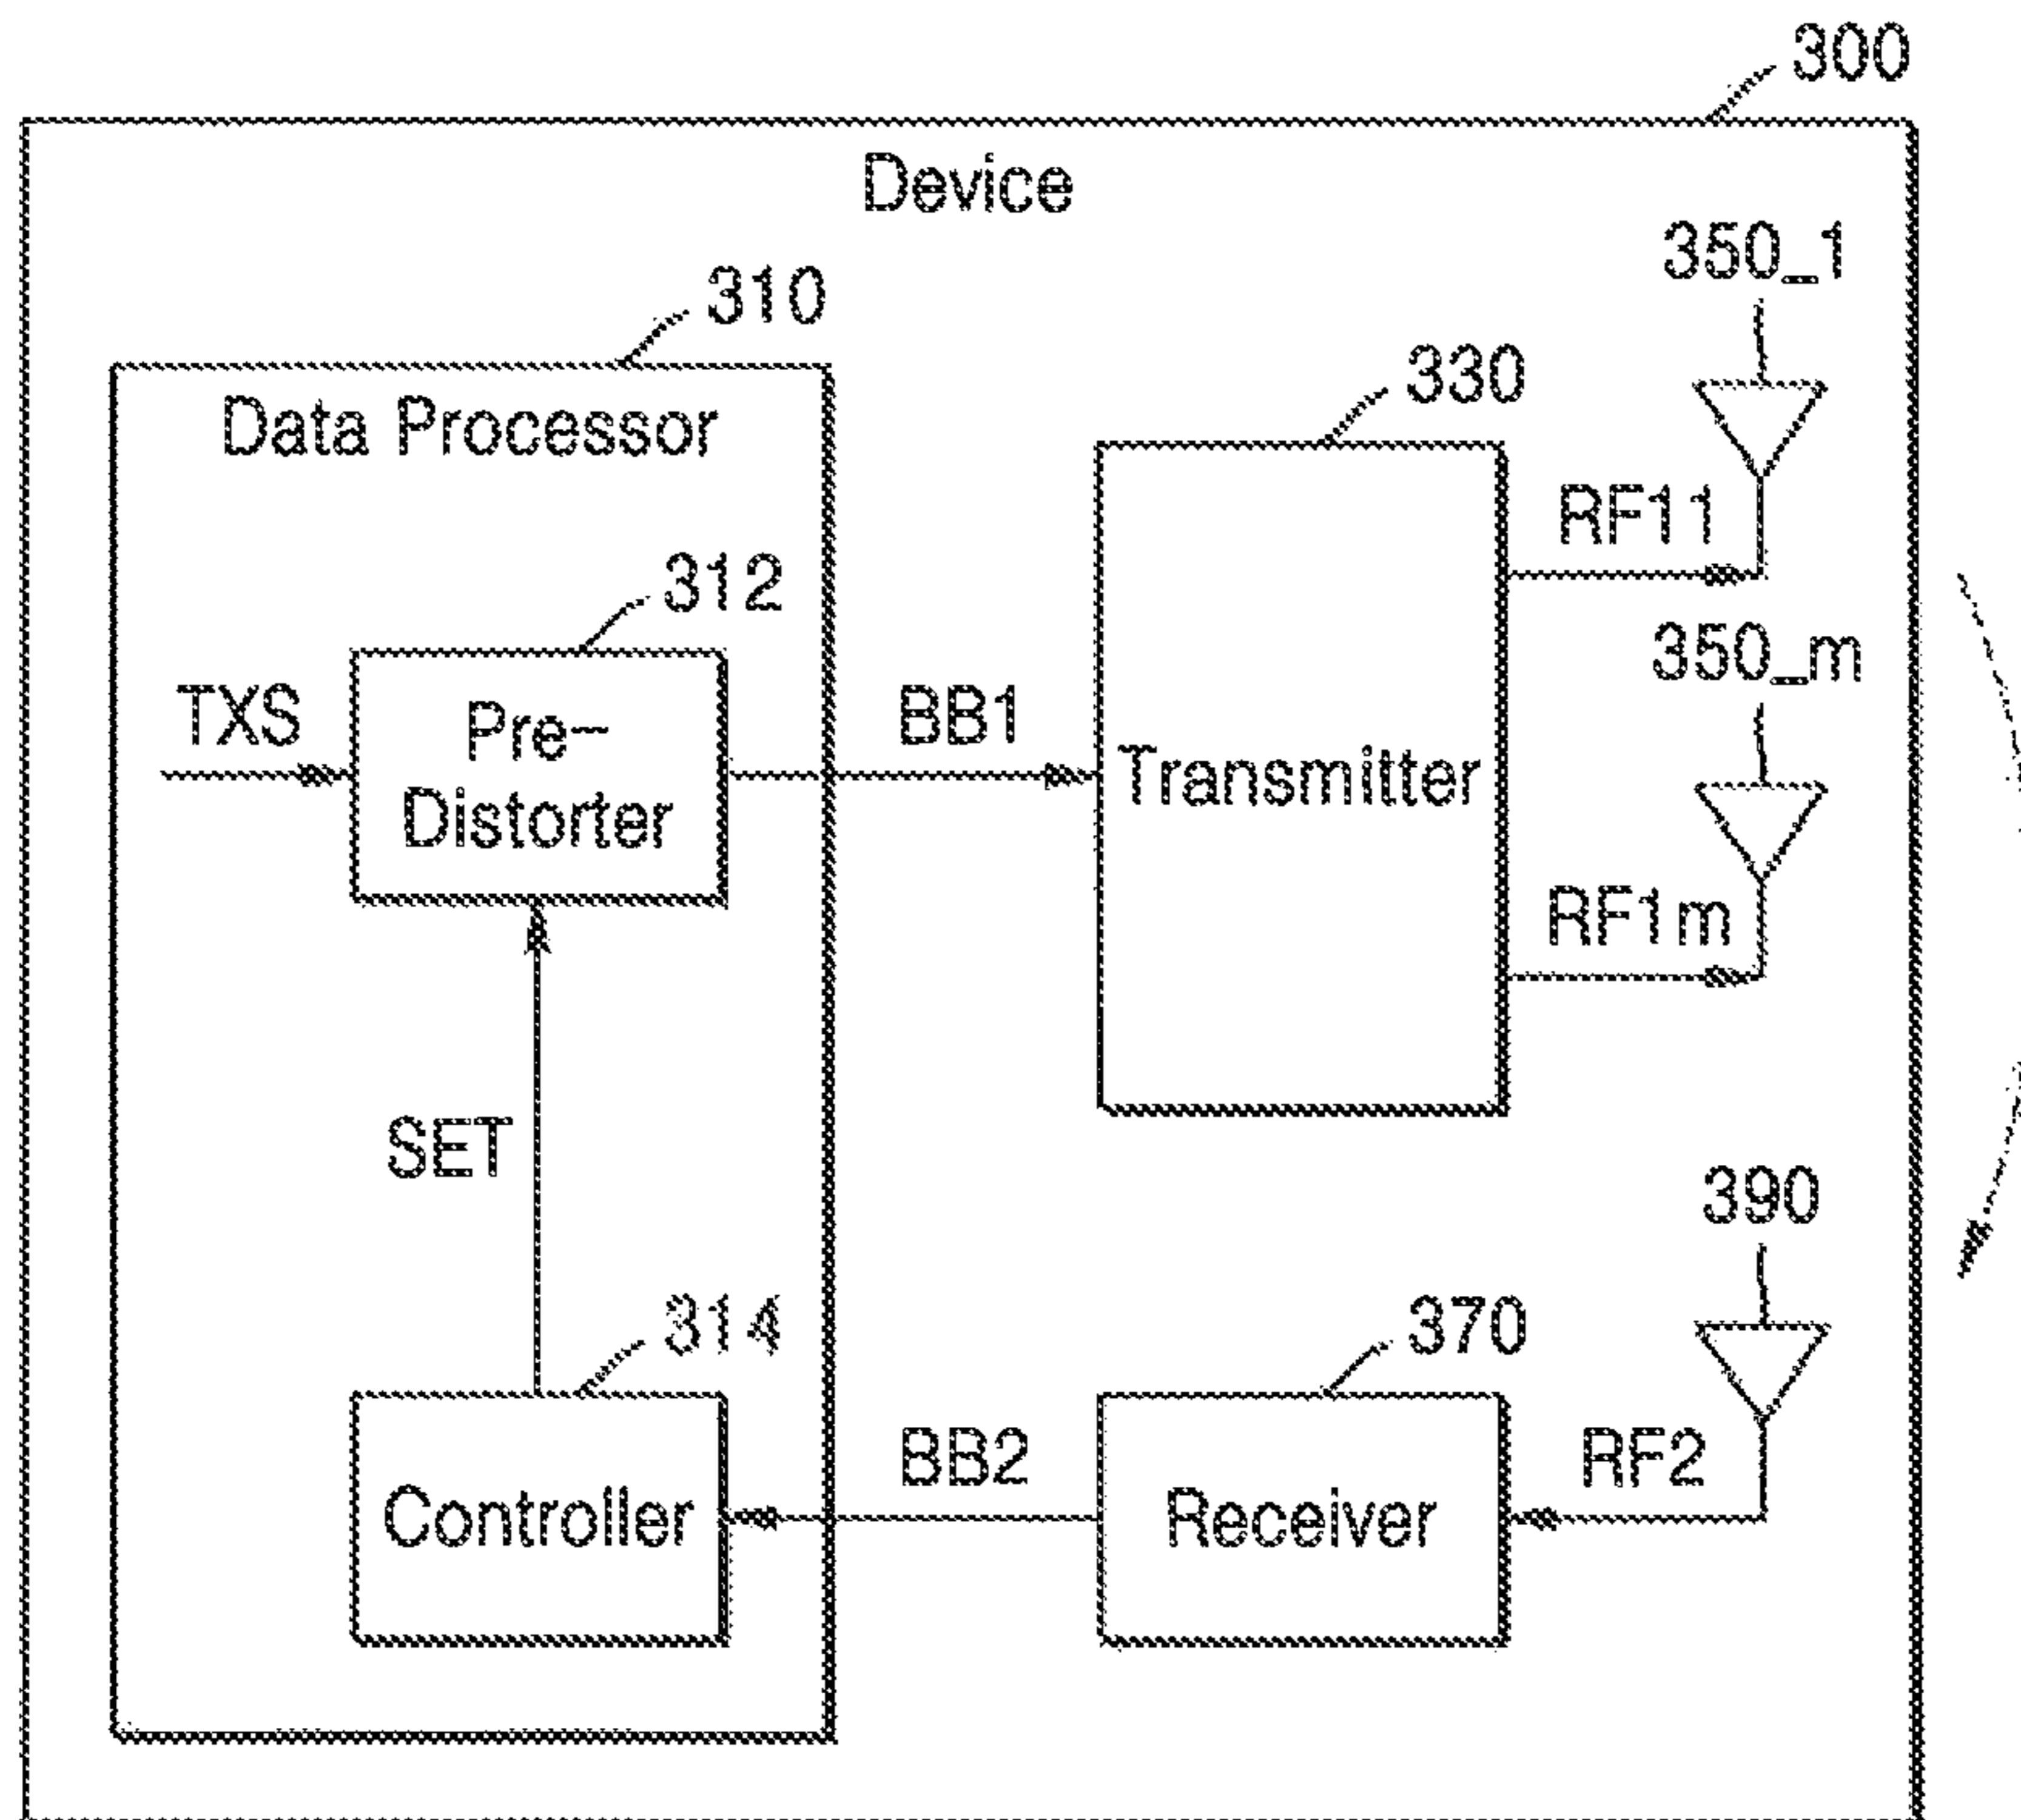 300
Device
350_1
310
330
Data Processor
RF11
312
350_m
TXS
Pre-
Distorter
BB1
Transmitter
RF1m
SET
390
314
370
Controller
BB2
Receiver
RF2